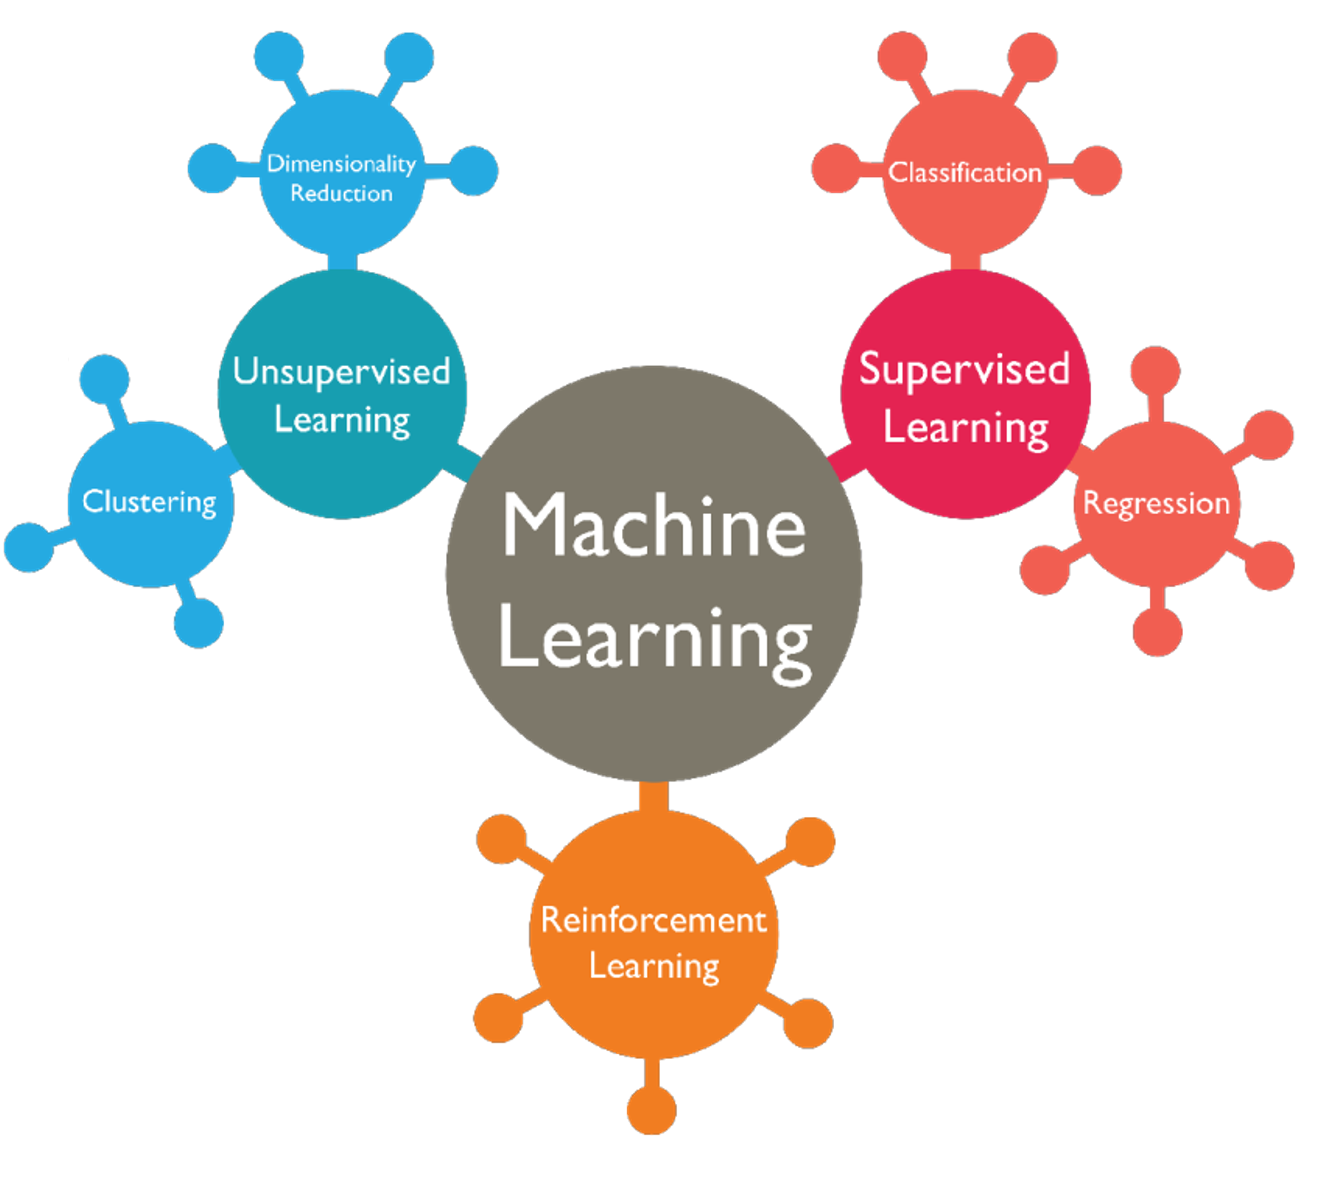 Dimensionality
Reduction
Classification
Unsupervised
Learning
Supervised
Learning
Clustering
Regression
Machine
Learning
Reinforcement
Learning